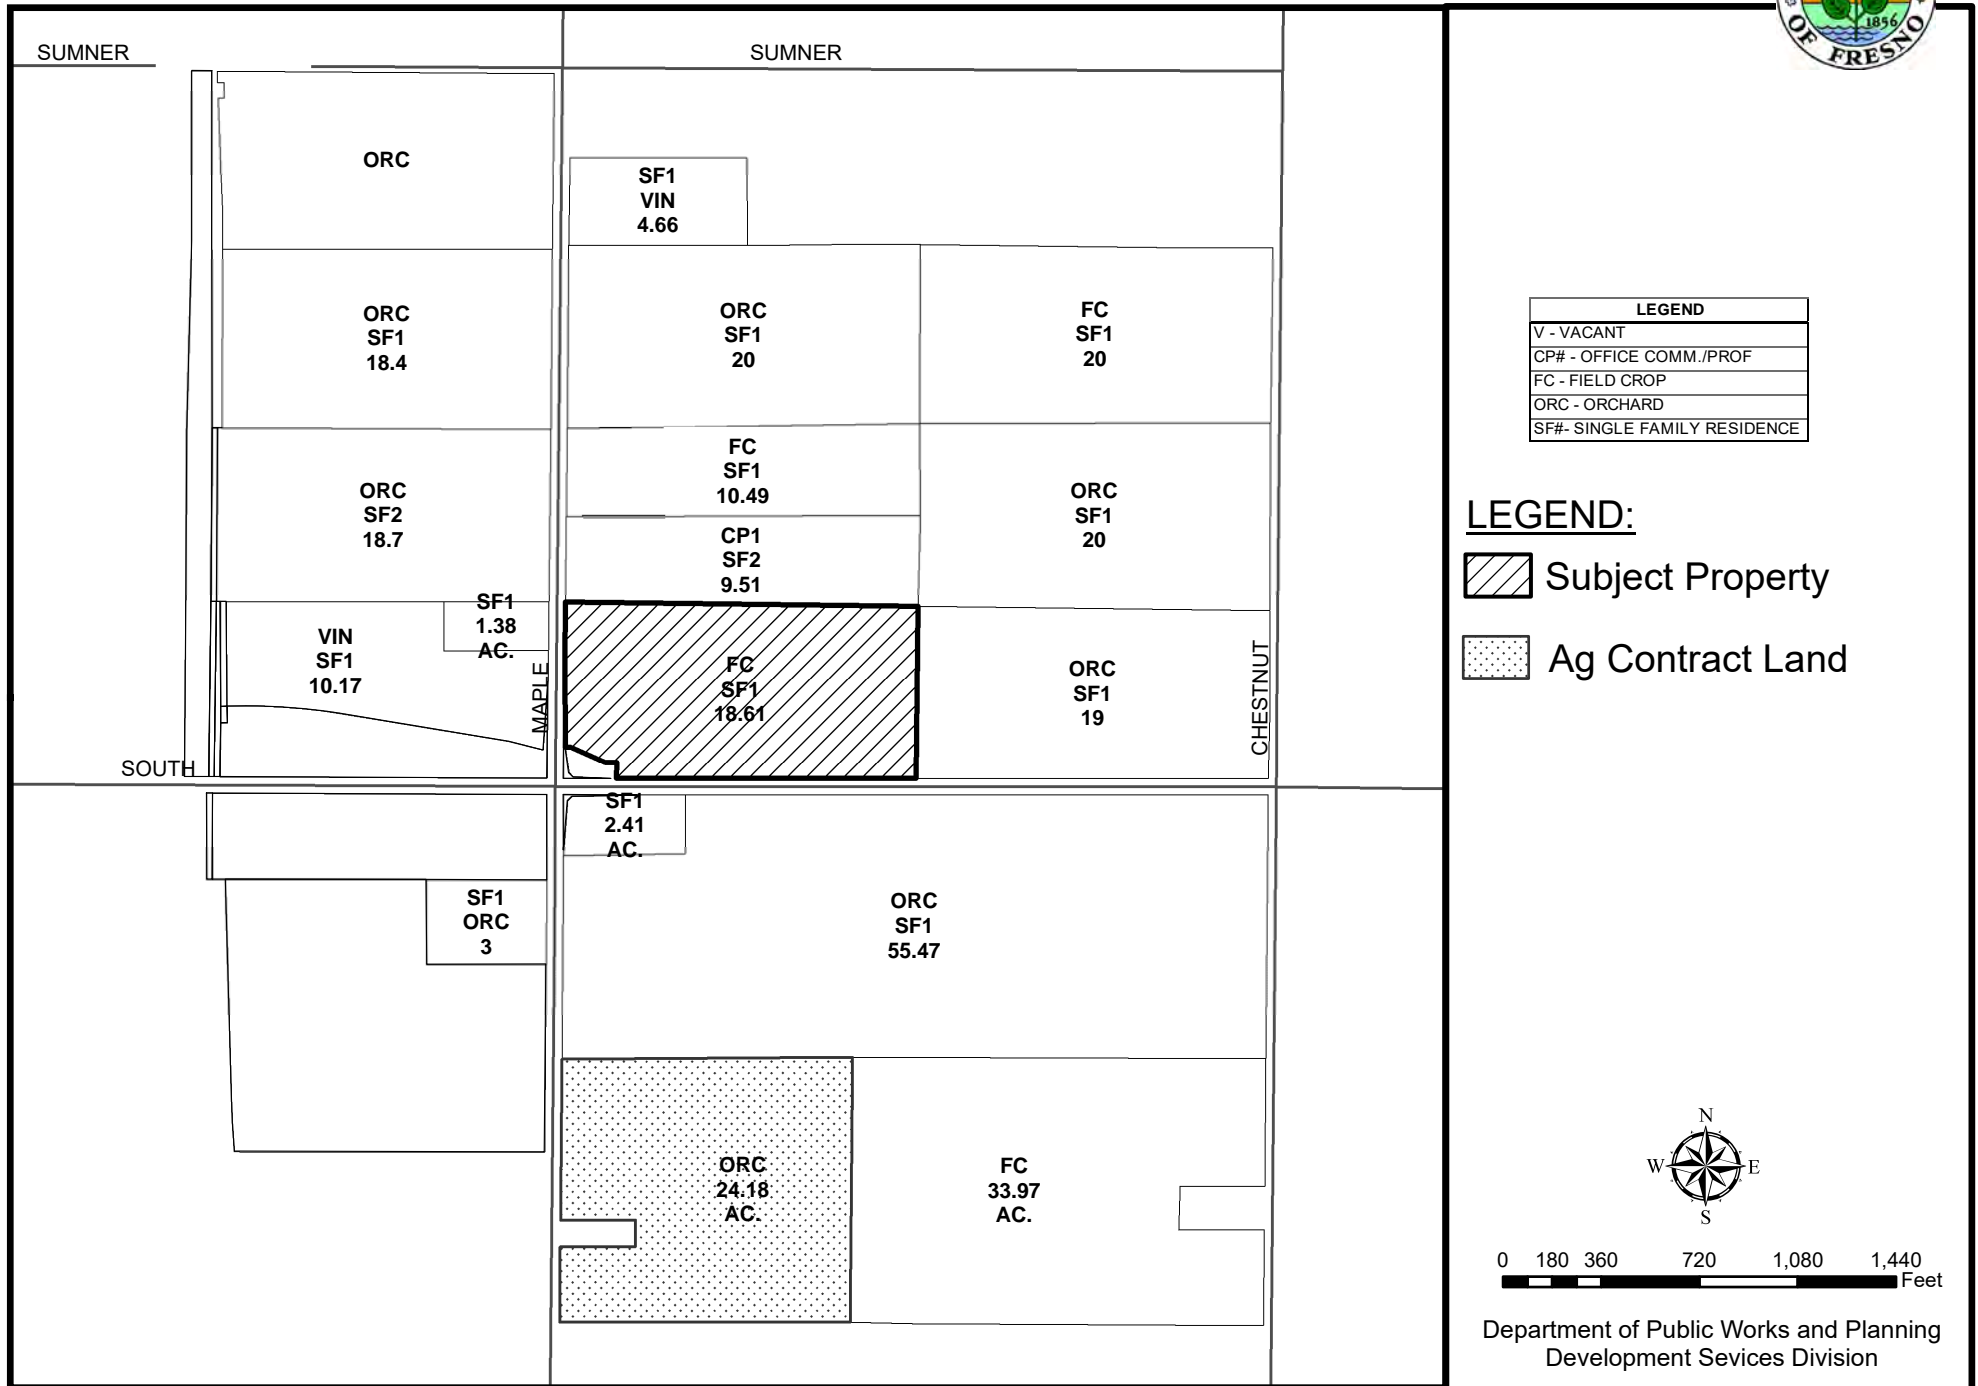 1856
OF FRESNO
SUMNER
SUMNER
ORC
SF1
VIN
4.66
ORC
SF1
18.4
ORC
SF1
20
FC
SF1
20
ORC
SF2
18.7
FC
SF1
10.49
CP1
SF2
9.51
ORC
SF1
20
VIN
SF1
10.17
SF1
1.38
AC.
MAPLE
FC
SF1
18.61
ORC
SF1
19
CHESTNUT
SOUTH
SF1
2.41
AC.
SF1
ORC
3
ORC
SF1
55.47
ORC
24.18
AC.
FC
33.97
AC.
LEGEND
V - VACANT
CP# - OFFICE COMM./PROF
FC - FIELD CROP
ORC - ORCHARD
SF#- SINGLE FAMILY RESIDENCE
LEGEND:
Subject Property
Ag Contract Land
N
W E
S
0 180 360 720 1,080 1,440
Feet
Department of Public Works and Planning
Development Sevices Division